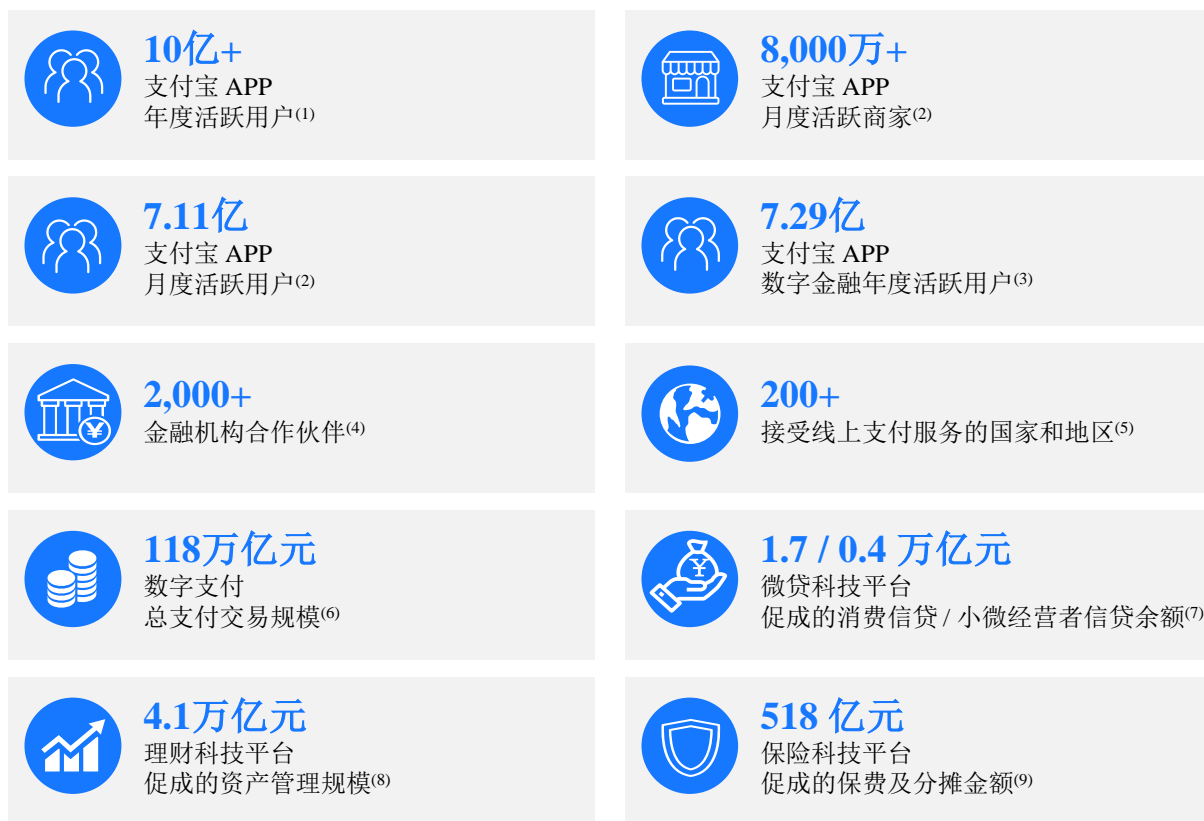 10亿+
支付宝 APP
年度活跃用户(1)
8,000万+
支付宝 APP
月度活跃商家(2)
7.11亿
支付宝 APP
月度活跃用户(2)
7.29亿
支付宝 APP
数字金融年度活跃用户(3)
2,000+
金融机构合作伙伴(4)
200+
接受线上支付服务的国家和地区(5)
118万亿元
数字支付
总支付交易规模(6)
1.7 / 0.4 万亿元
微贷科技平台
促成的消费信贷 / 小微经营者信贷余额(7)
4.1万亿元
理财科技平台
促成的资产管理规模(8)
518 亿元
保险科技平台
促成的保费及分摊金额(9)
¥
¥